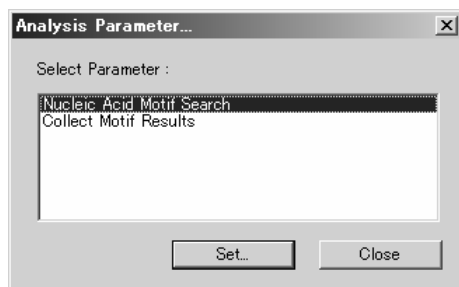 Analysis Parameter...
Select Parameter :
Nucleic Acid Motif Search
Collect Motif Results
Set...
Close